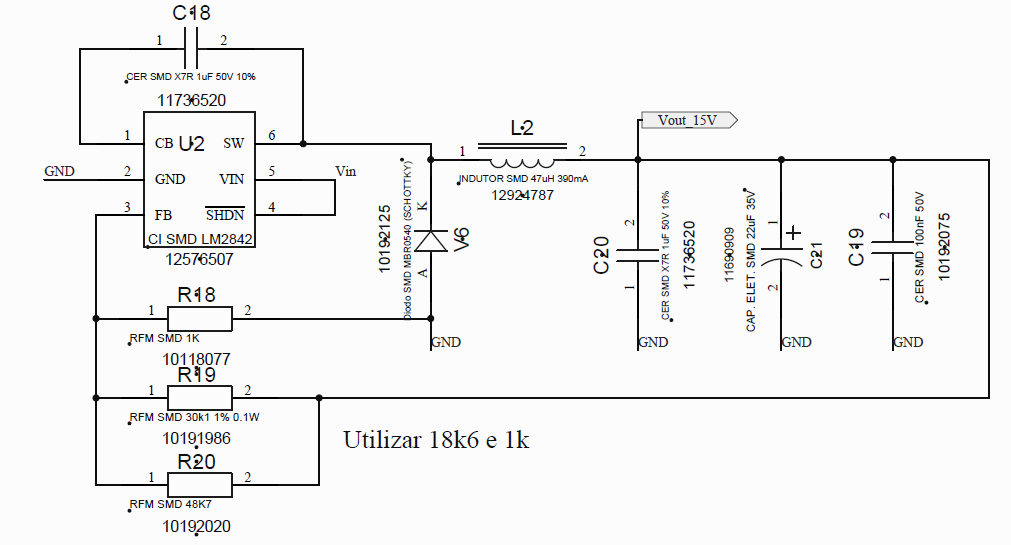 C18
1 2
CER SMD X7R 1uF 50V 10%
11736520
1 CB U2 SW 6
GND 2 GND VIN 5 Vin
3 FB SHDN 4
CI SMD LM2842
12576507
Vout_15V
L2
1 2
INDUTOR SMD 47uH 390mA
12924787
10192125
Diodo SMD MBR0540 (SCHOTTKY)
K
A
V6
GND
C20
2
1
CER SMD X7R 1uF 50V 10%
11736520
GND
11690909
CAP. ELET. SMD 22uF 35V
1
+
2
C21
GND
C19
2
1
CER SMD 100nF 50V
10192075
GND
R18
1 2
RFM SMD 1K
10118077
R19
1 2
RFM SMD 30k1 1% 0.1W
10191986
R20
1 2
RFM SMD 48K7
10192020
Utilizar 18k6 e 1k